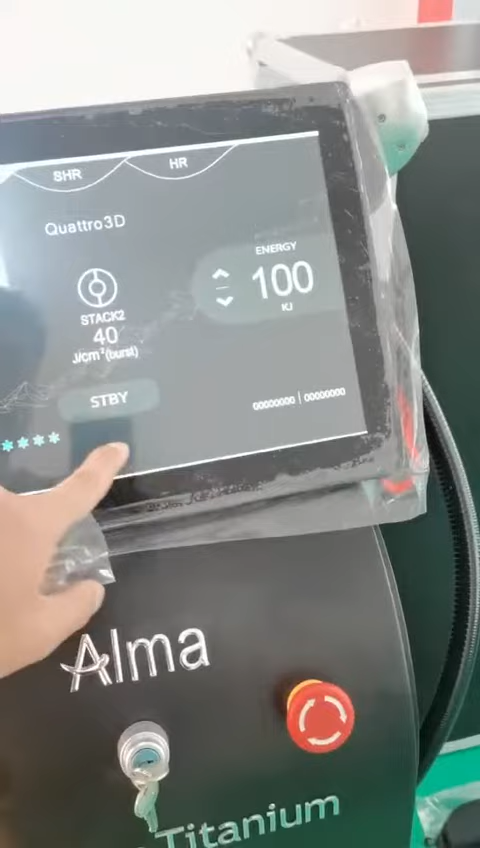 SHR
HR
Quattro3D
ENERGY
100
KJ
STACK2
40
J/cm²(burst)
STBY
****
00000000 | 00000000
Alma
Titanium